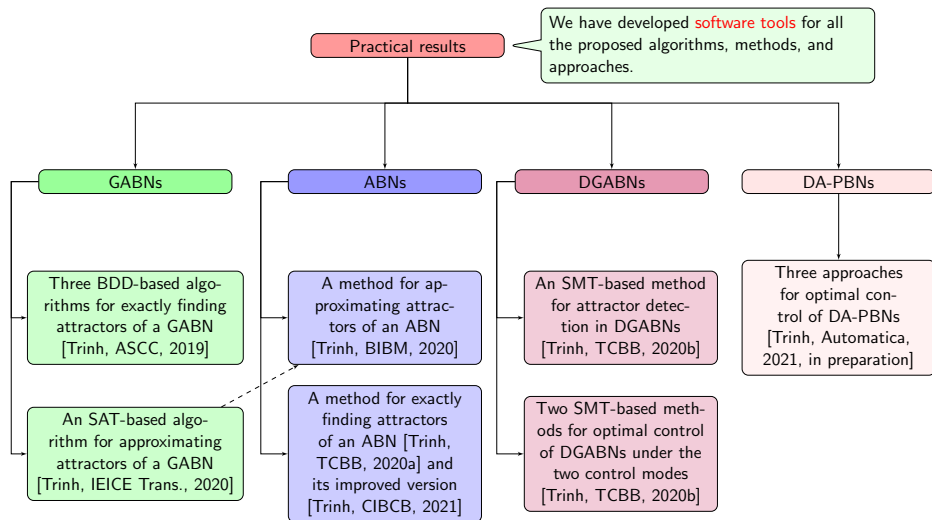 Practical results
We have developed software tools for all
the proposed algorithms, methods, and
approaches.
GABNs
ABNs
DGABNs
DA-PBNs
Three BDD-based algo-
rithms for exactly finding
attractors of a GABN
[Trinh, ASCC, 2019]
An SAT-based algo-
rithm for approximating
attractors of a GABN
[Trinh, IEICE Trans., 2020]
A method for ap-
proximating attrac-
tors of an ABN
[Trinh, BIBM, 2020]
A method for exactly
finding attractors
of an ABN [Trinh,
TCBB, 2020a] and
its improved version
[Trinh, CIBCB, 2021]
An SMT-based method
for attractor detec-
tion in DGABNs
[Trinh, TCBB, 2020b]
Two SMT-based meth-
ods for optimal control
of DGABNs under the
two control modes
[Trinh, TCBB, 2020b]
Three approaches
for optimal con-
trol of DA-PBNs
[Trinh, Automatica,
2021, in preparation]